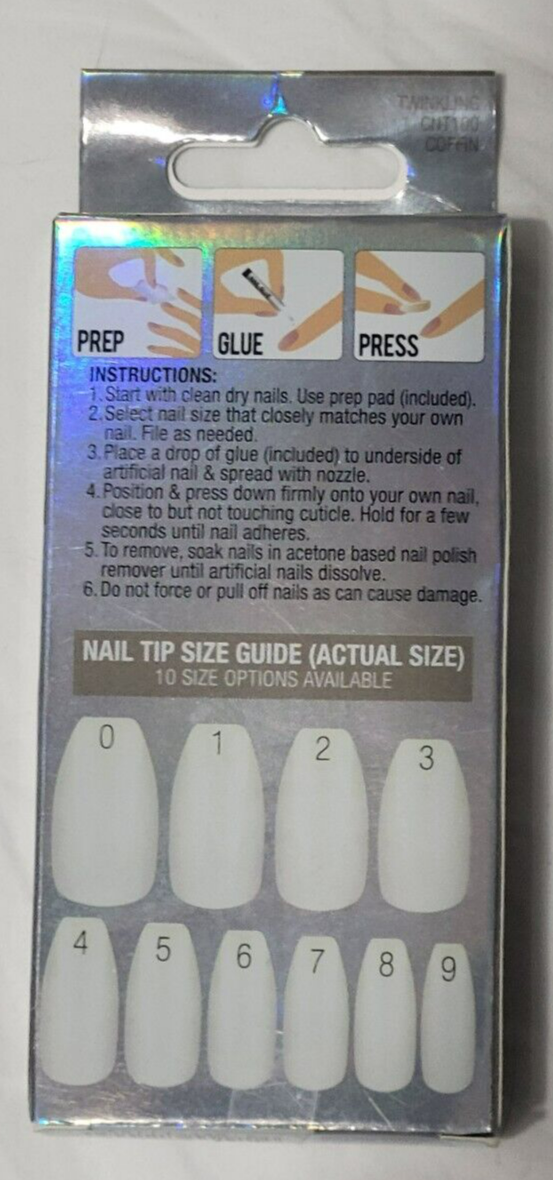 TWINKLING
CNT100
COFFIN
PREP
GLUE
PRESS
INSTRUCTIONS:
1. Start with clean dry nails. Use prep pad (included).
2. Select nail size that closely matches your own
nail. File as needed.
3. Place a drop of glue (included) to underside of
artificial nail & spread with nozzle.
4. Position & press down firmly onto your own nail,
close to but not touching cuticle. Hold for a few
seconds until nail adheres.
5. To remove, soak nails in acetone based nail polish
remover until artificial nails dissolve.
6. Do not force or pull off nails as can cause damage.
NAIL TIP SIZE GUIDE (ACTUAL SIZE)
10 SIZE OPTIONS AVAILABLE
0 1 2 3
4 5 6 7 8 9